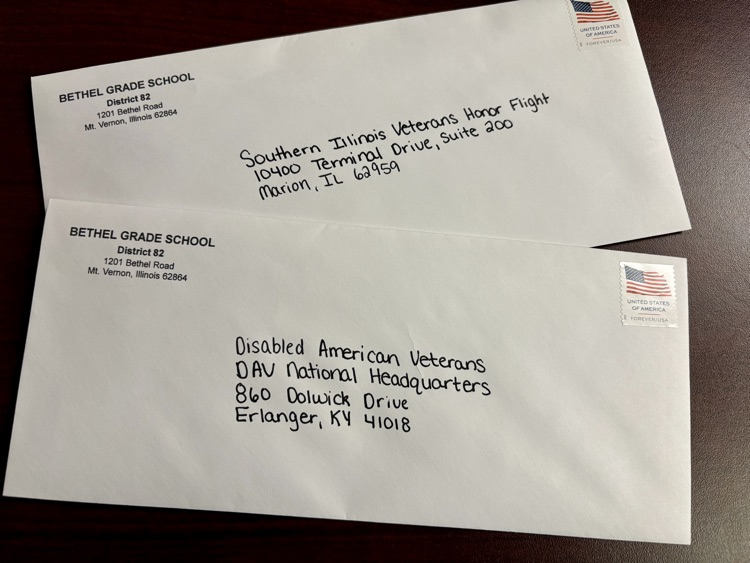 BETHEL GRADE SCHOOL
District 82
1201 Bethel Road
Mt. Vernon, Illinois 62864
UNITED STATES
OF AMERICA
FOREVER/USA
Southern Illinois Veterans Honor Flight
10400 Terminal Drive, Suite 200
Marion, IL 62959
BETHEL GRADE SCHOOL
District 82
1201 Bethel Road
Mt. Vernon, Illinois 62864
UNITED STATES
OF AMERICA
FOREVER/USA
Disabled American Veterans
DAV National Headquarters
860 Dolwick Drive
Erlanger, KY 41018